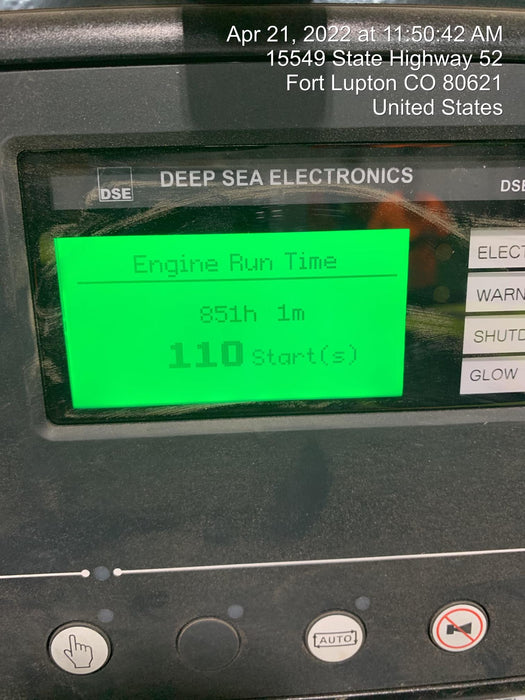 Apr 21, 2022 at 11:50:42 AM
15549 State Highway 52
Fort Lupton CO 80621
United States
DSE
DEEP SEA ELECTRONICS
DSE
Engine Run Time
851h 1m
110 Start(s)
ELECT
WARN
SHUTD
GLOW
AUTO